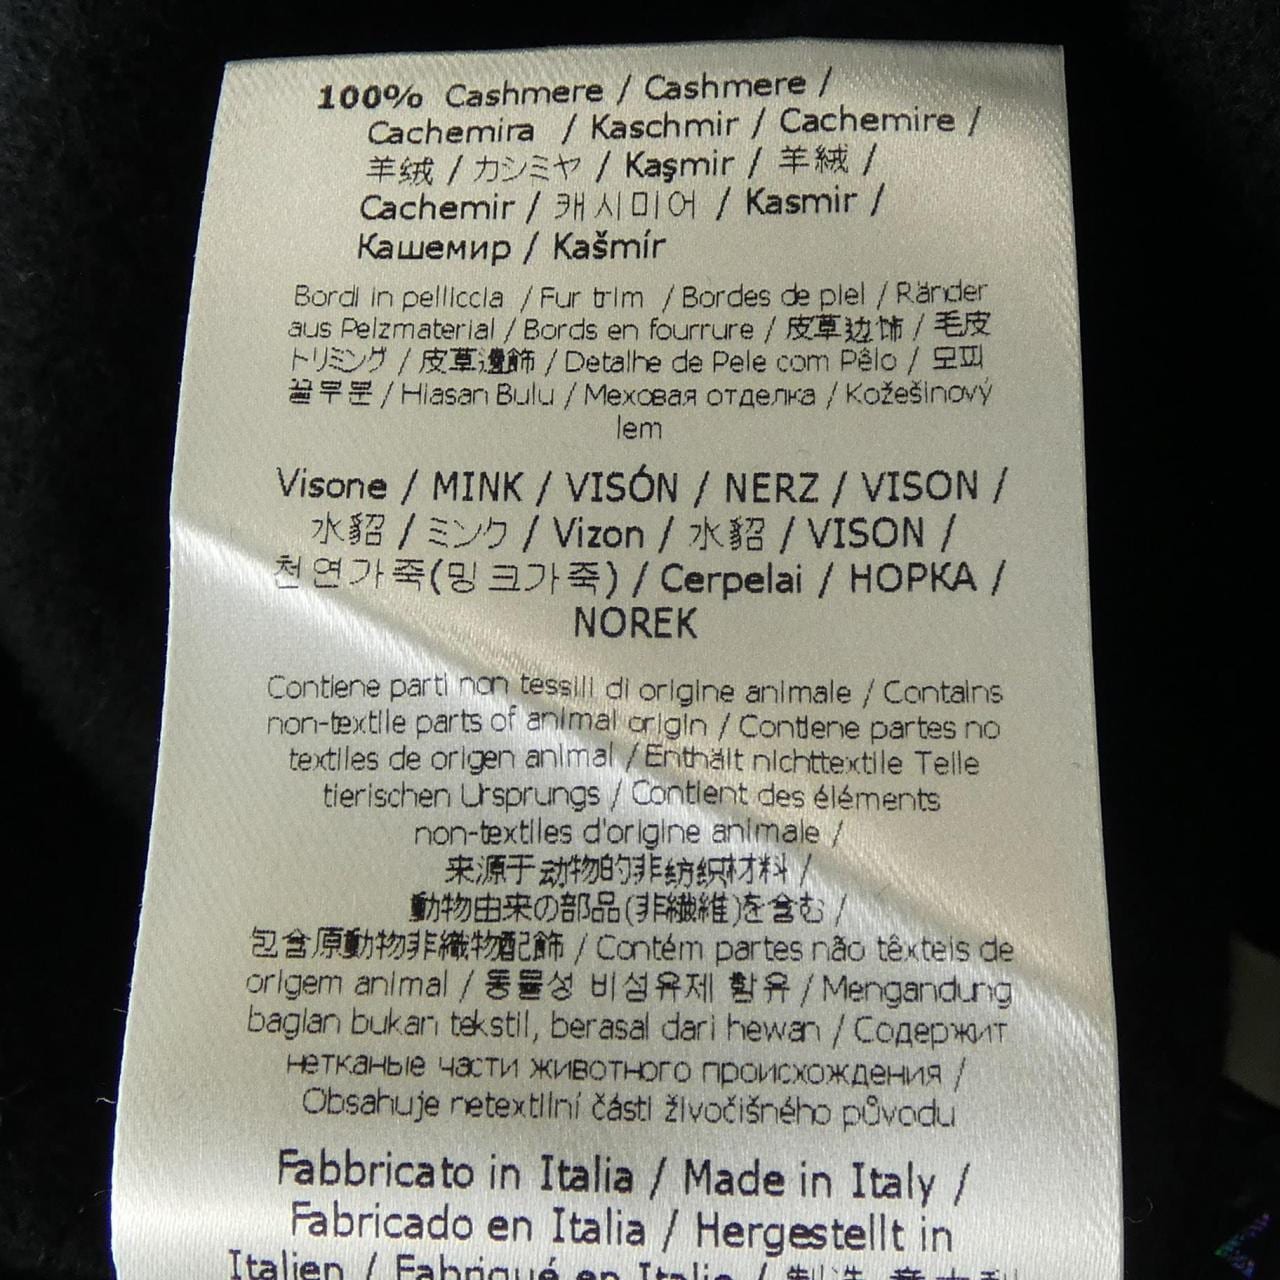 100% Cashmere / Cashmere /
Cachemira / Kaschmir / Cachemire /
羊绒 / カシミヤ / Kaşmir / 羊絨 /
Cachemir / 캐시미어 / Kasmir /
Кашемир / Kašmír
Bordi in pelliccia / Fur trim / Bordes de piel / Ränder
aus Pelzmaterial / Bords en fourrure / 皮草边饰 / 毛皮
トリミング / 皮草邊飾 / Detalhe de Pele com Pêlo / 모피
끝부분 / Hiasan Bulu / Меховая отделка / Kožešinový
lem
Visone / MINK / VISÓN / NERZ / VISON /
水貂 / ミンク / Vizon / 水貂 / VISON /
천연가죽(밍크가죽) / Cerpelai / НОРКА /
NOREK
Contiene parti non tessili di origine animale / Contains
non-textile parts of animal origin / Contiene partes no
textiles de origen animal / Enthält nichttextile Teile
tierischen Ursprungs / Contient des éléments
non-textiles d'origine animale /
来源于动物的非纺织材料 /
動物由来の部品(非繊維)を含む /
包含原動物非織物配飾 / Contém partes não têxteis de
origem animal / 동물성 비섬유제 함유 / Mengandung
bagian bukan tekstil, berasal dari hewan / Содержит
нетканые части животного происхождения /
Obsahuje netextilní části živočišného původu
Fabbricato in Italia / Made in Italy /
Fabricado en Italia / Hergestellt in
Italien / Fabriqué en Italie / 制造 意大利